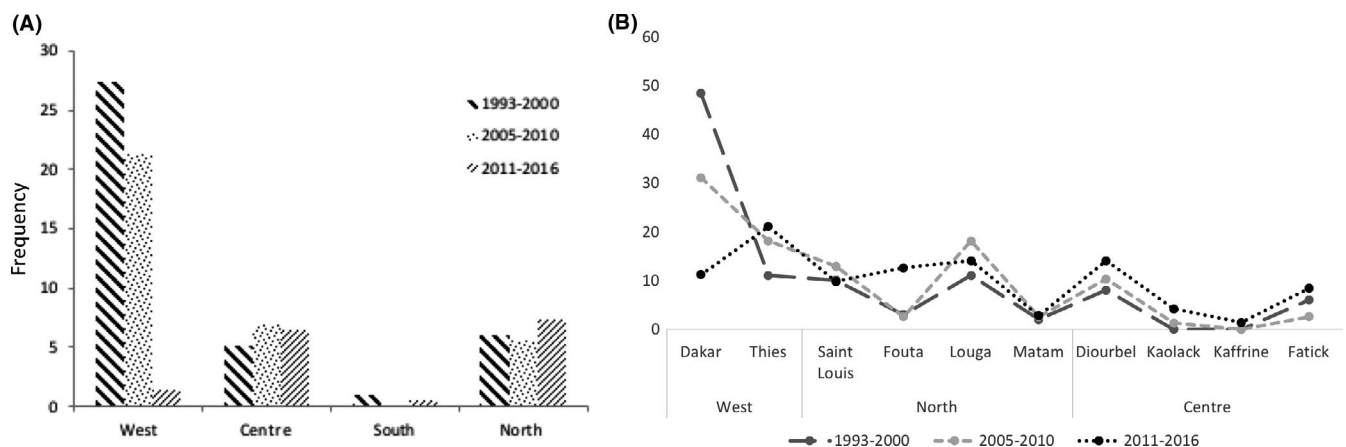 (A)
30
25
20
15
10
5
0
Frequency
1993-2000
2005-2010
2011-2016
West Centre South North
(B)
60
50
40
30
20
10
0
Dakar Thies Saint Louis Fouta Louga Matam Diourbel Kaolack Kaffrine Fatick
West North Centre
1993-2000 2005-2010 2011-2016